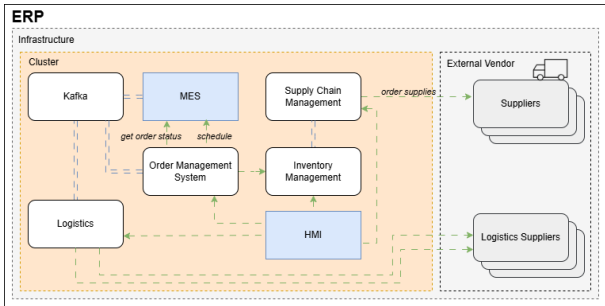 ERP
Infrastructure
Cluster
External Vendor
Kafka
MES
Supply Chain
Management
order supplies
Suppliers
get order status
schedule
Order Management
System
Inventory
Management
Logistics
HMI
Logistics Suppliers